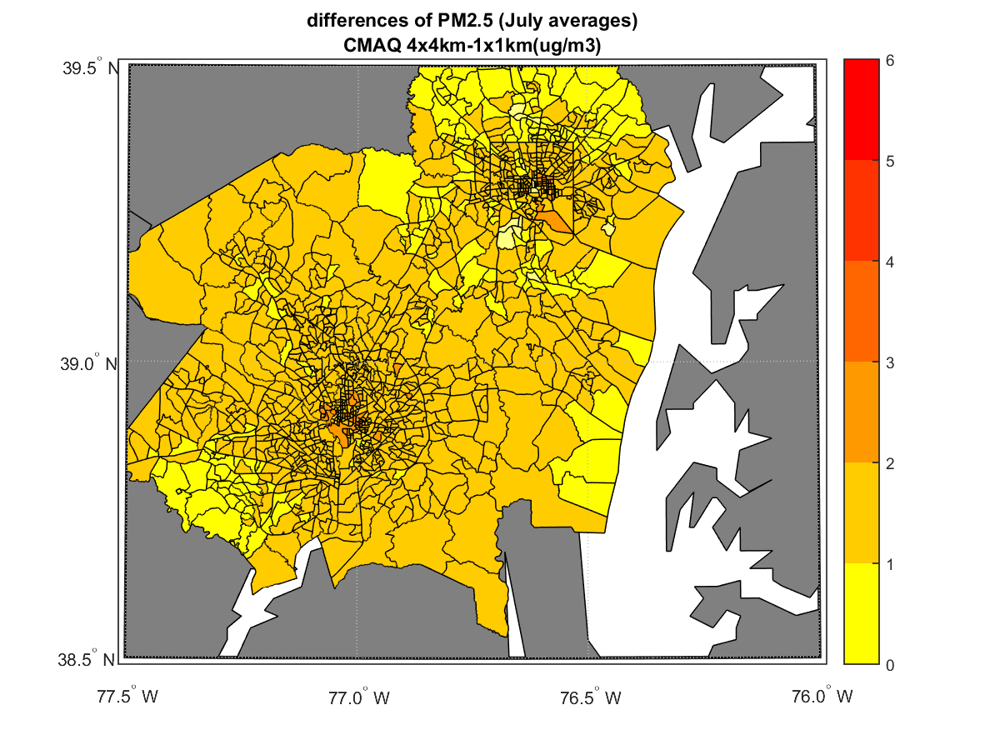 differences of PM2.5 (July averages)
CMAQ 4x4km-1x1km(ug/m3)
39.5° N
39.0° N
38.5° N
77.5° W
77.0° W
76.5° W
76.0° W
6
5
4
3
2
1
0